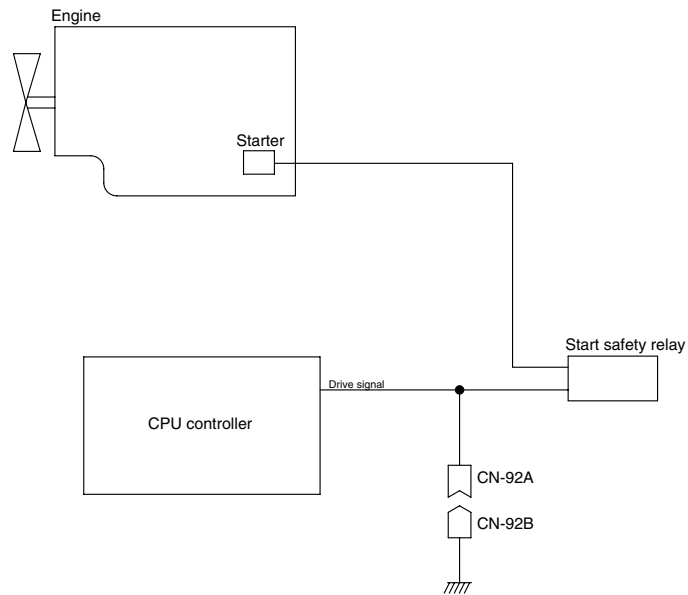 Engine
Starter
Start safety relay
Drive signal
CPU controller
CN-92A
CN-92B